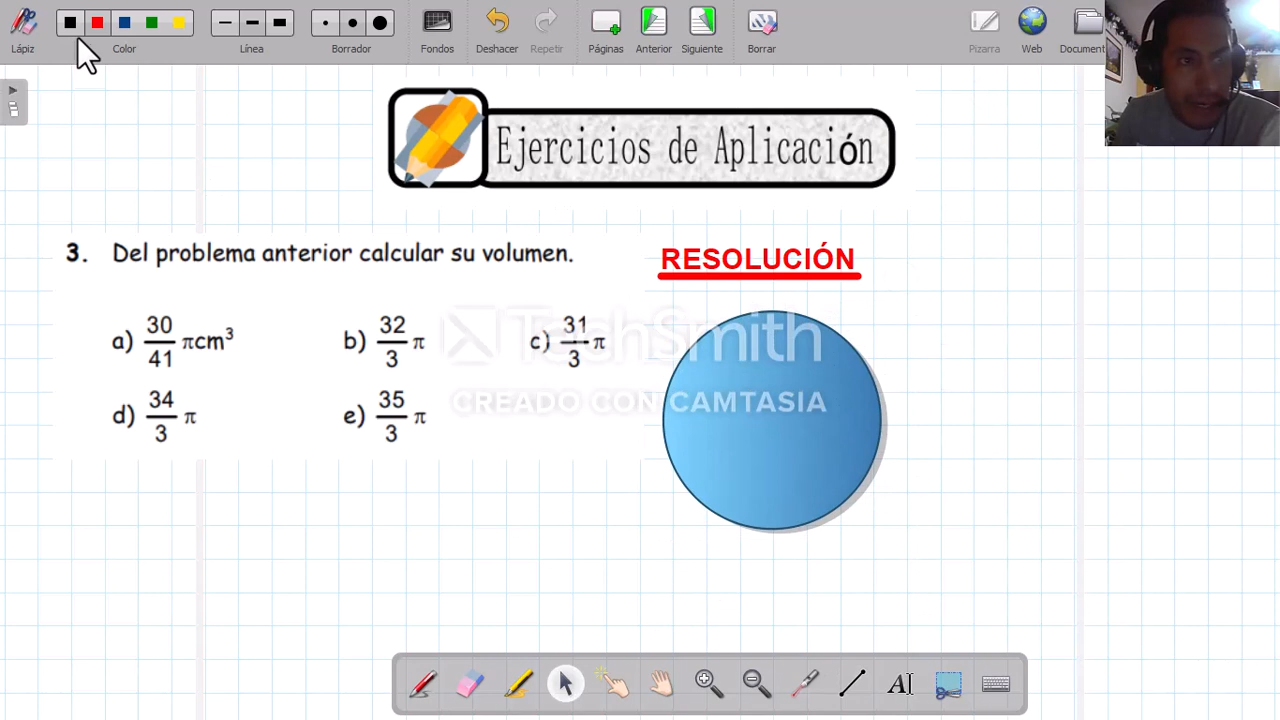 Lápiz Color Línea Borrador Fondos Deshacer Repetir Páginas Anterior Siguiente Borrar Pizarra Web Document
Ejercicios de Aplicación
3. Del problema anterior calcular su volumen.
RESOLUCIÓN
a) 30/41 πcm³ b) 32/3 π c) 31/3 π
d) 34/3 π e) 35/3 π
TechSmith
CREADO CON CAMTASIA